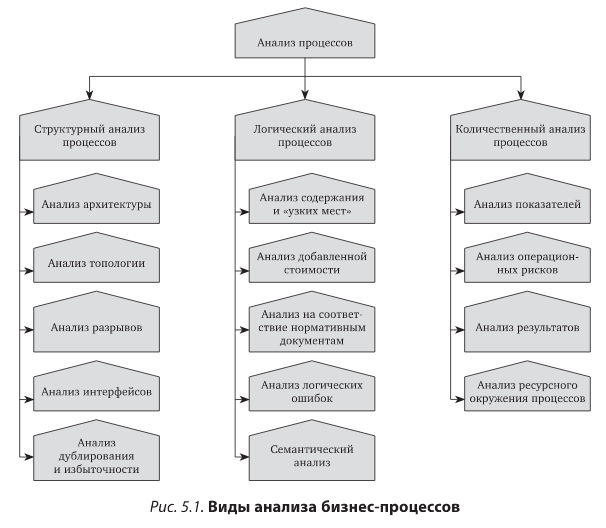 Анализ процессов
Структурный анализ
процессов
Анализ архитектуры
Анализ топологии
Анализ разрывов
Анализ интерфейсов
Анализ
дублирования
и избыточности
Логический анализ
процессов
Анализ содержания
и «узких мест»
Анализ добавленной
стоимости
Анализ на соответ-
ствие нормативным
документам
Анализ логических
ошибок
Семантический
анализ
Количественный анализ
процессов
Анализ показателей
Анализ операцион-
ных рисков
Анализ результатов
Анализ ресурсного
окружения процессов
Рис. 5.1. Виды анализа бизнес-процессов